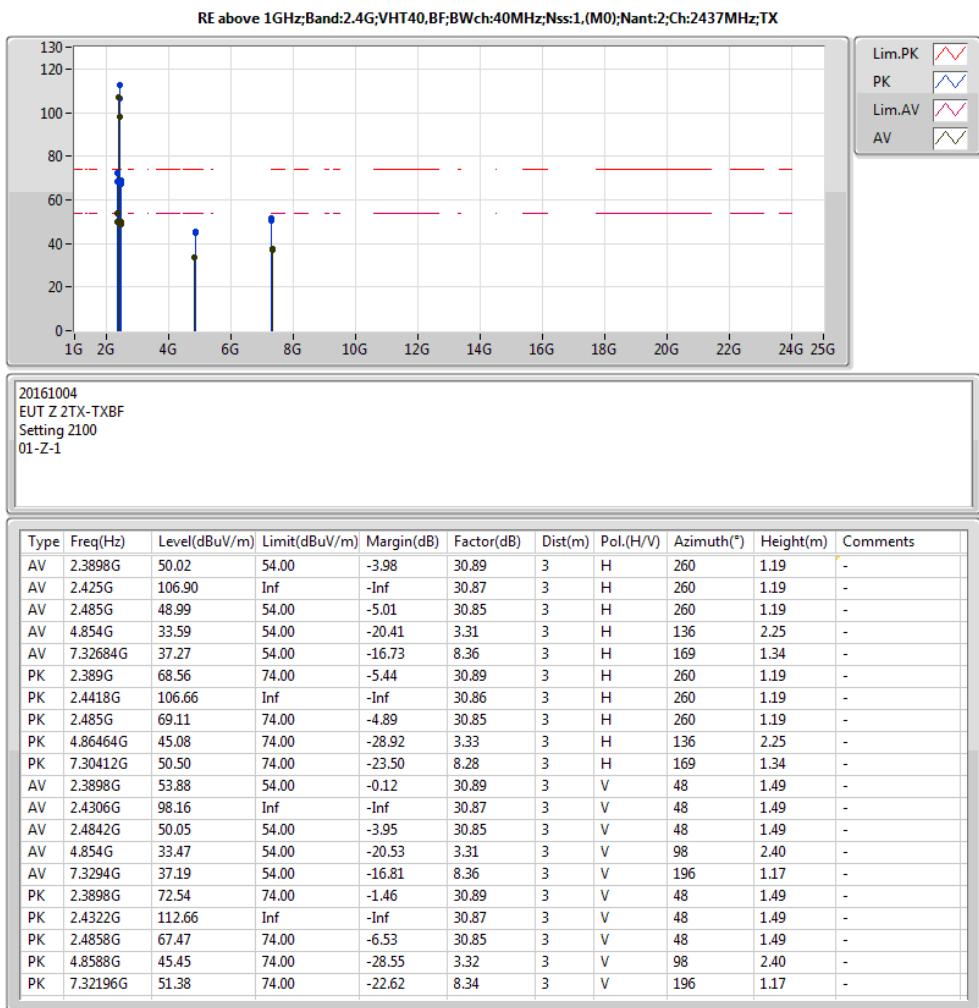 RE above 1GHz;Band:2.4G;VHT40,BF;BWch:40MHz;Nss:1,(M0);Nant:2;Ch:2437MHz;TX
130
120
100
80
60
40
20
0
1G 2G 4G 6G 8G 10G 12G 14G 16G 18G 20G 22G 24G 25G
Lim.PK
PK
Lim.AV
AV
20161004
EUT Z 2TX-TXBF
Setting 2100
01-Z-1
Type Freq(Hz) Level(dBuV/m) Limit(dBuV/m) Margin(dB) Factor(dB) Dist(m) Pol.(H/V) Azimuth(°) Height(m) Comments
AV 2.3898G 50.02 54.00 -3.98 30.89 3 H 260 1.19 -
AV 2.425G 106.90 Inf -Inf 30.87 3 H 260 1.19 -
AV 2.485G 48.99 54.00 -5.01 30.85 3 H 260 1.19 -
AV 4.854G 33.59 54.00 -20.41 3.31 3 H 136 2.25 -
AV 7.32684G 37.27 54.00 -16.73 8.36 3 H 169 1.34 -
PK 2.389G 68.56 74.00 -5.44 30.89 3 H 260 1.19 -
PK 2.4418G 106.66 Inf -Inf 30.86 3 H 260 1.19 -
PK 2.485G 69.11 74.00 -4.89 30.85 3 H 260 1.19 -
PK 4.86464G 45.08 74.00 -28.92 3.33 3 H 136 2.25 -
PK 7.30412G 50.50 74.00 -23.50 8.28 3 H 169 1.34 -
AV 2.3898G 53.88 54.00 -0.12 30.89 3 V 48 1.49 -
AV 2.4306G 98.16 Inf -Inf 30.87 3 V 48 1.49 -
AV 2.4842G 50.05 54.00 -3.95 30.85 3 V 48 1.49 -
AV 4.854G 33.47 54.00 -20.53 3.31 3 V 98 2.40 -
AV 7.3294G 37.19 54.00 -16.81 8.36 3 V 196 1.17 -
PK 2.3898G 72.54 74.00 -1.46 30.89 3 V 48 1.49 -
PK 2.4322G 112.66 Inf -Inf 30.87 3 V 48 1.49 -
PK 2.4858G 67.47 74.00 -6.53 30.85 3 V 48 1.49 -
PK 4.8588G 45.45 74.00 -28.55 3.32 3 V 98 2.40 -
PK 7.32196G 51.38 74.00 -22.62 8.34 3 V 196 1.17 -